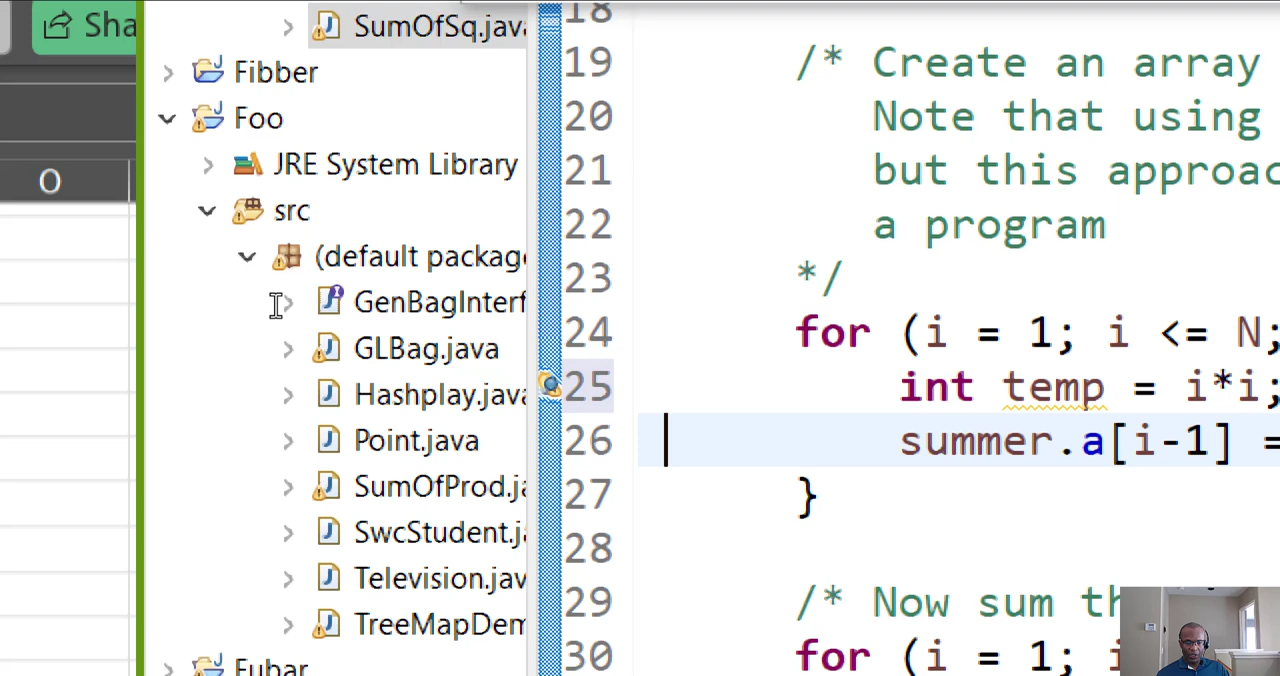 Sha
O
SumOfSq.java
Fibber
Foo
JRE System Library
src
(default package
GenBagInterf
GLBag.java
Hashplay.java
Point.java
SumOfProd.ja
SwcStudent.j
Television.jav
TreeMapDem
Fubar
18
19 /* Create an array
20 Note that using
21 but this approac
22 a program
23 */
24 for (i = 1; i <= N;
25 int temp = i*i;
26 summer.a[i-1] =
27 }
28
29 /* Now sum th
30 for (i = 1; i